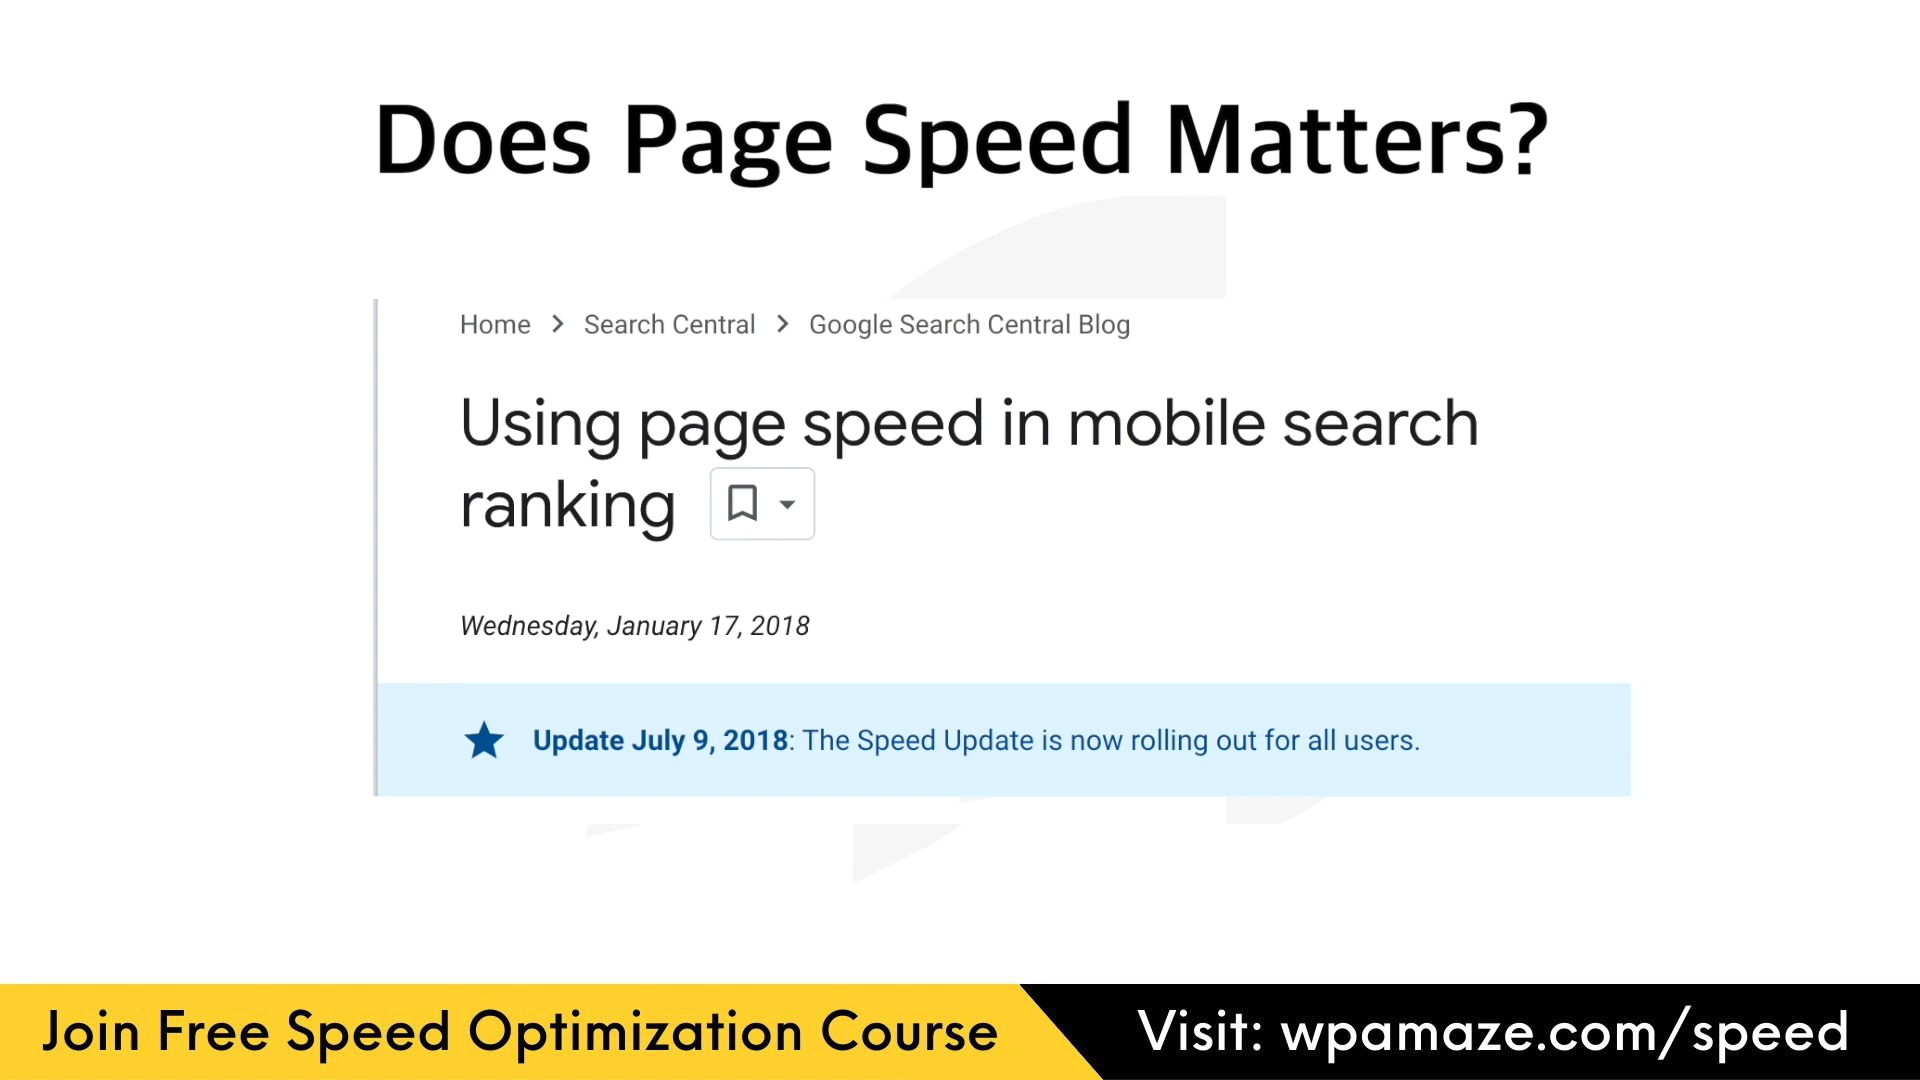 Does Page Speed Matters?
Home > Search Central > Google Search Central Blog
Using page speed in mobile search
ranking
Wednesday, January 17, 2018
Update July 9, 2018: The Speed Update is now rolling out for all users.
Join Free Speed Optimization Course
Visit: wpamaze.com/speed